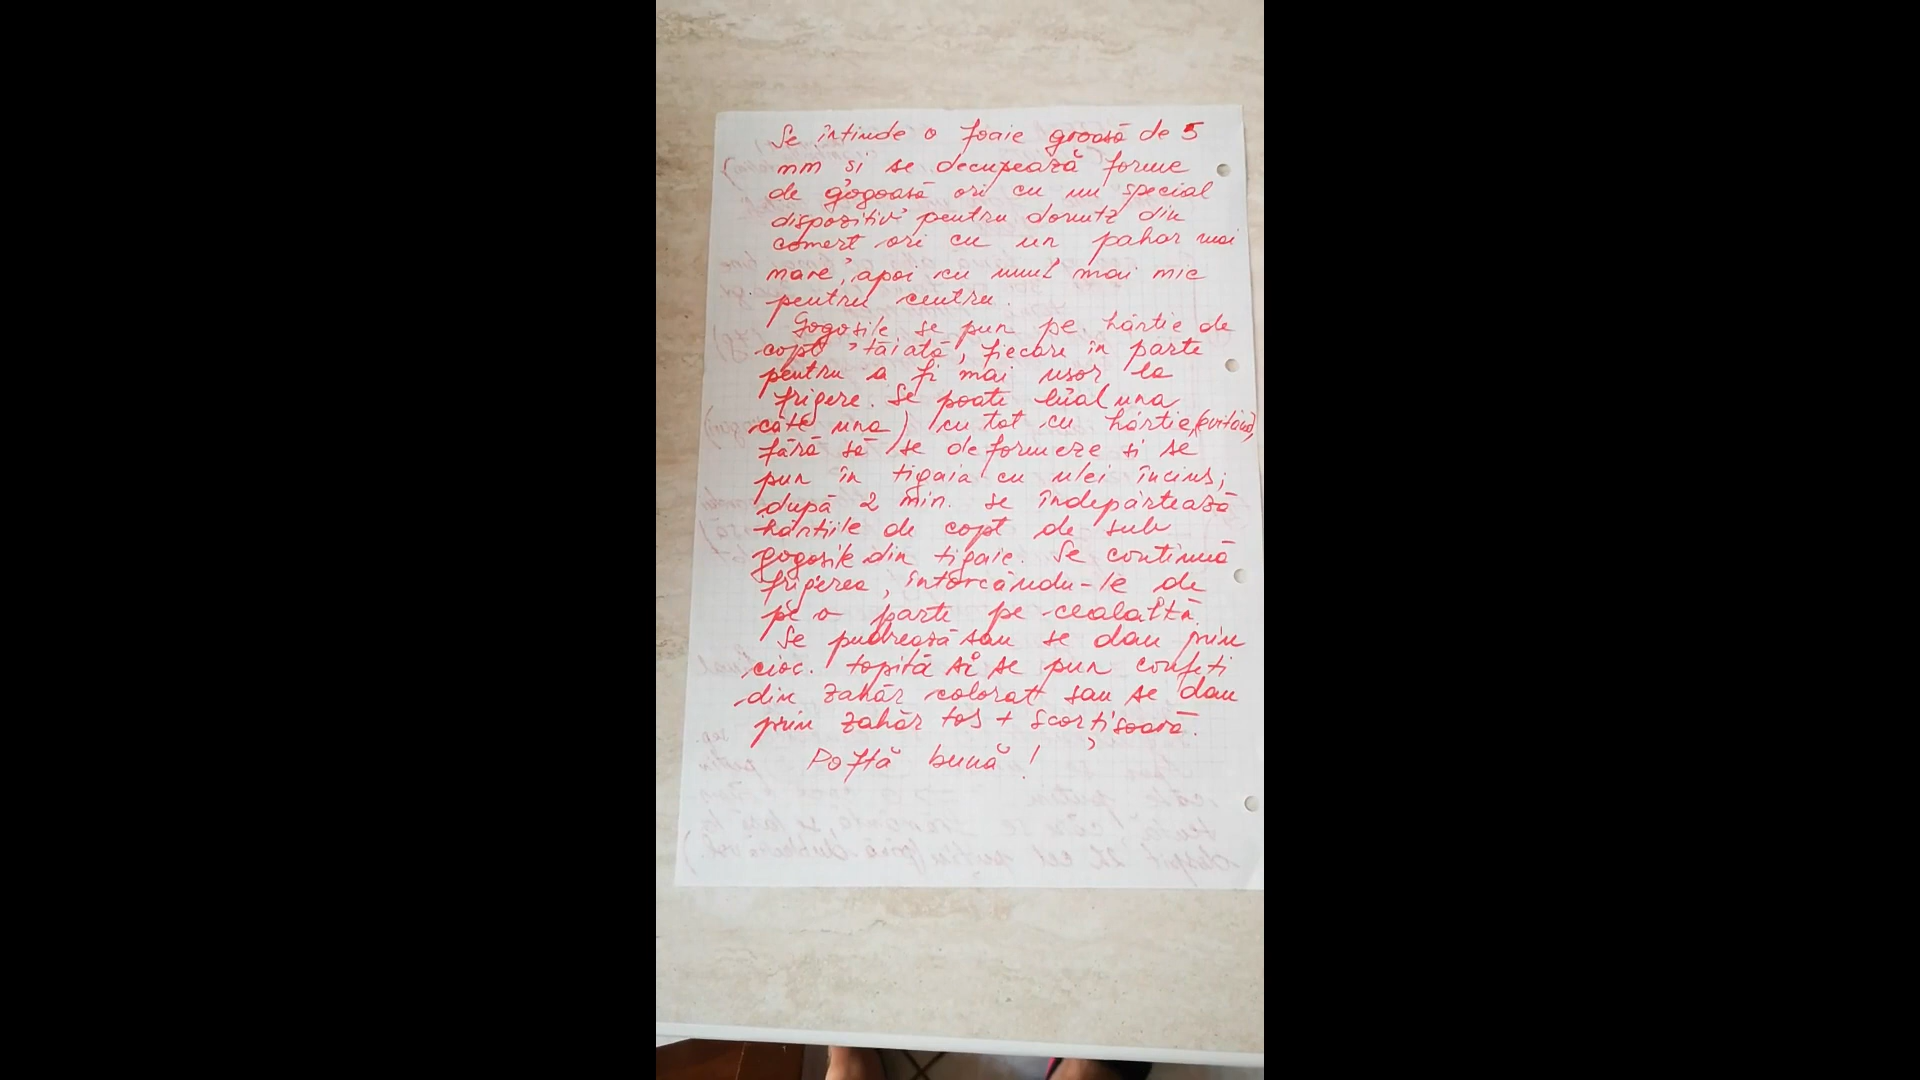 Se întinde o foaie groasă de 5
mm și se decupează forme
de gogoasă ori cu un special
dispozitiv pentru donutz din
comerț ori cu un pahar mai
mare, apoi cu unul mai mic
pentru centru.
Gogoșile se pun pe hârtie de
copt tăiată, fiecare în parte
pentru a fi mai ușor la
frigere. Se poate lua(una
câte una) cu tot cu hârtie,
fără să se deformeze și se
pun în tigaia cu ulei încins;
după 2 min. se îndepărtează
hârtiile de copt de sub
gogoșile din tigaie. Se continuă
frigerea, întorcându-le de
pe o parte pe cealaltă.
Se pudrează sau se dau prin
cioc. topită și se pun confeti
din zahăr colorat sau se dau
prin zahăr tos + scorțișoară.
Poftă bună!